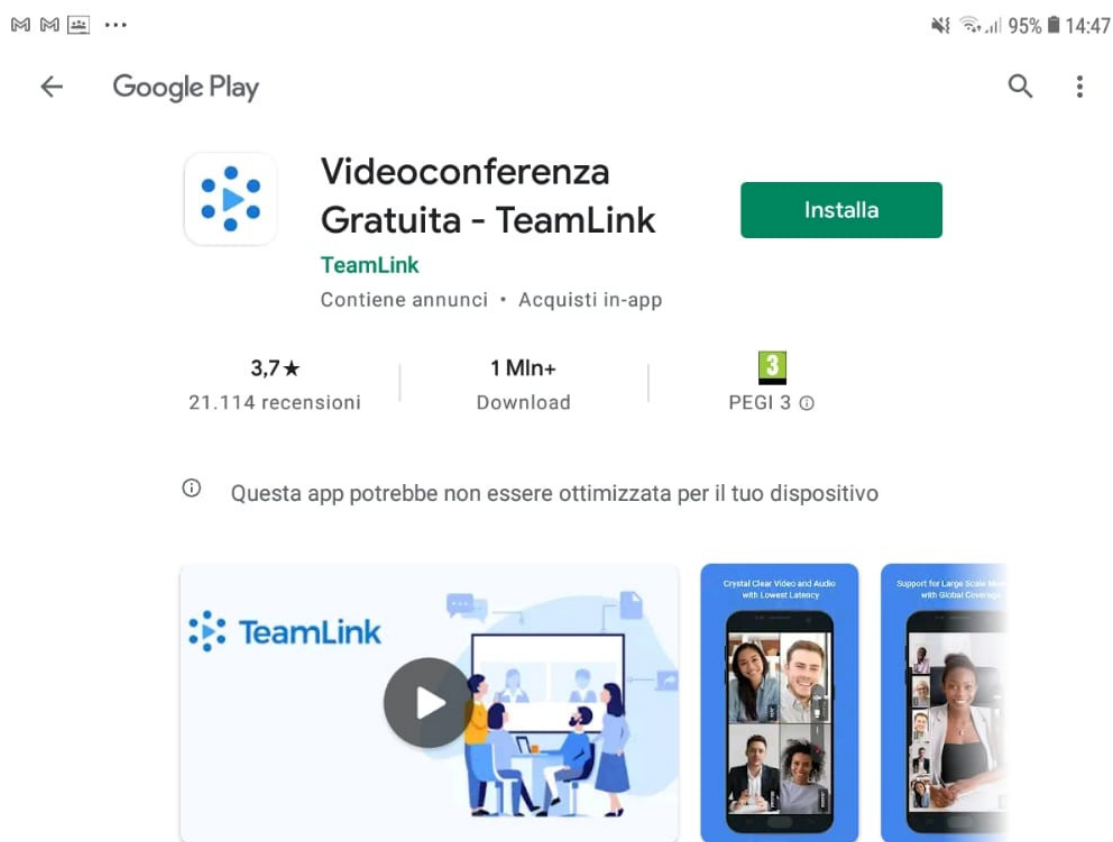 95% 14:47
Google Play
Videoconferenza
Gratuita - TeamLink
Installa
TeamLink
Contiene annunci • Acquisti in-app
3,7★
21.114 recensioni
1 Mln+
Download
3
PEGI 3
Questa app potrebbe non essere ottimizzata per il tuo dispositivo
TeamLink
Crystal Clear Video and Audio
with Lowest Latency
Support for Large Scale
with Global Coverage